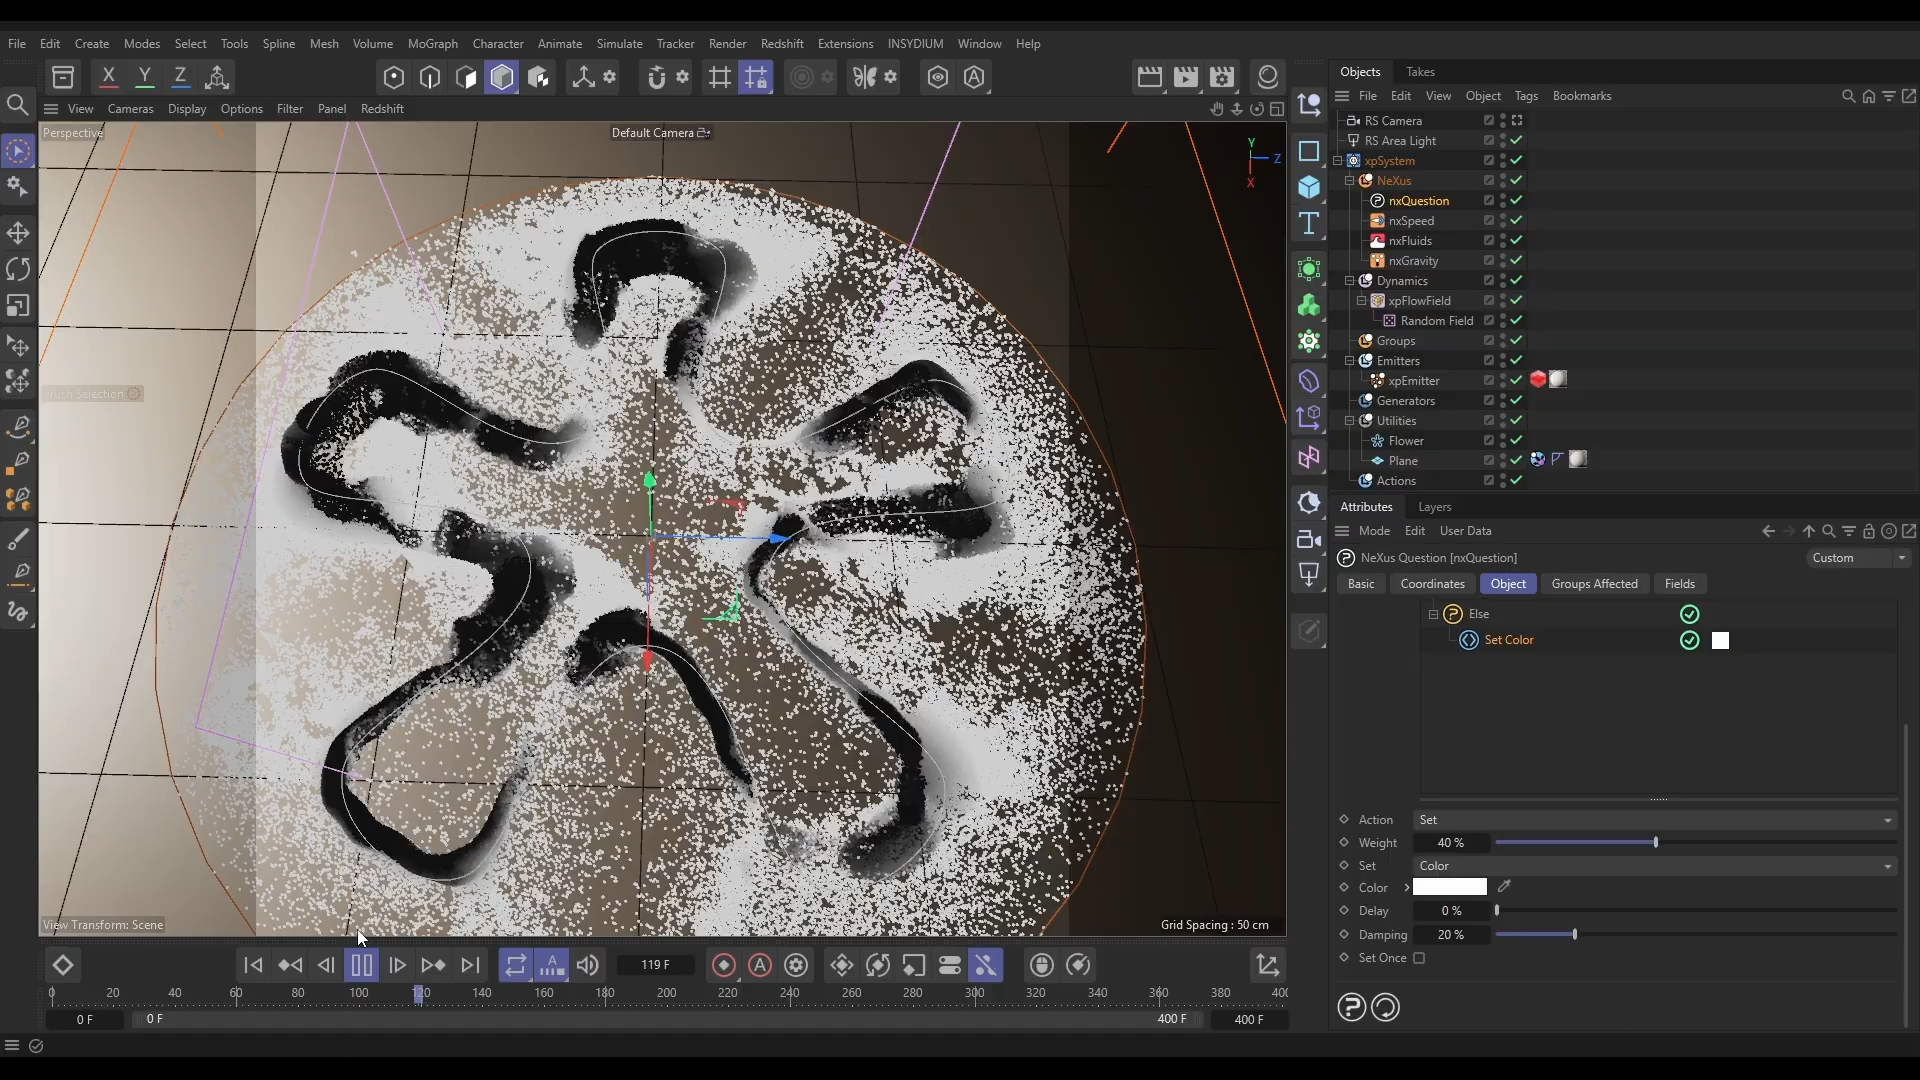 File Edit Create Modes Select Tools Spline Mesh Volume MoGraph Character Animate Simulate Tracker Render Redshift Extensions INSYDIUM Window Help
X Y Z
View Cameras Display Options Filter Panel Redshift
Perspective
Default Camera
Y
Z
X
Brush Selection
View Transform: Scene
Grid Spacing : 50 cm
119 F
0 20 40 60 80 100 120 140 160 180 200 220 240 260 280 300 320 340 360 380 400
0 F 0 F 400 F 400 F
Objects Takes
File Edit View Object Tags Bookmarks
RS Camera
RS Area Light
xpSystem
NeXus
nxQuestion
nxSpeed
nxFluids
nxGravity
Dynamics
xpFlowField
Random Field
Groups
Emitters
xpEmitter
Generators
Utilities
Flower
Plane
Actions
Attributes Layers
Mode Edit User Data
NeXus Question [nxQuestion] Custom
Basic Coordinates Object Groups Affected Fields
Else
Set Color
Action Set
Weight 40 %
Set Color
Color
Delay 0 %
Damping 20 %
Set Once